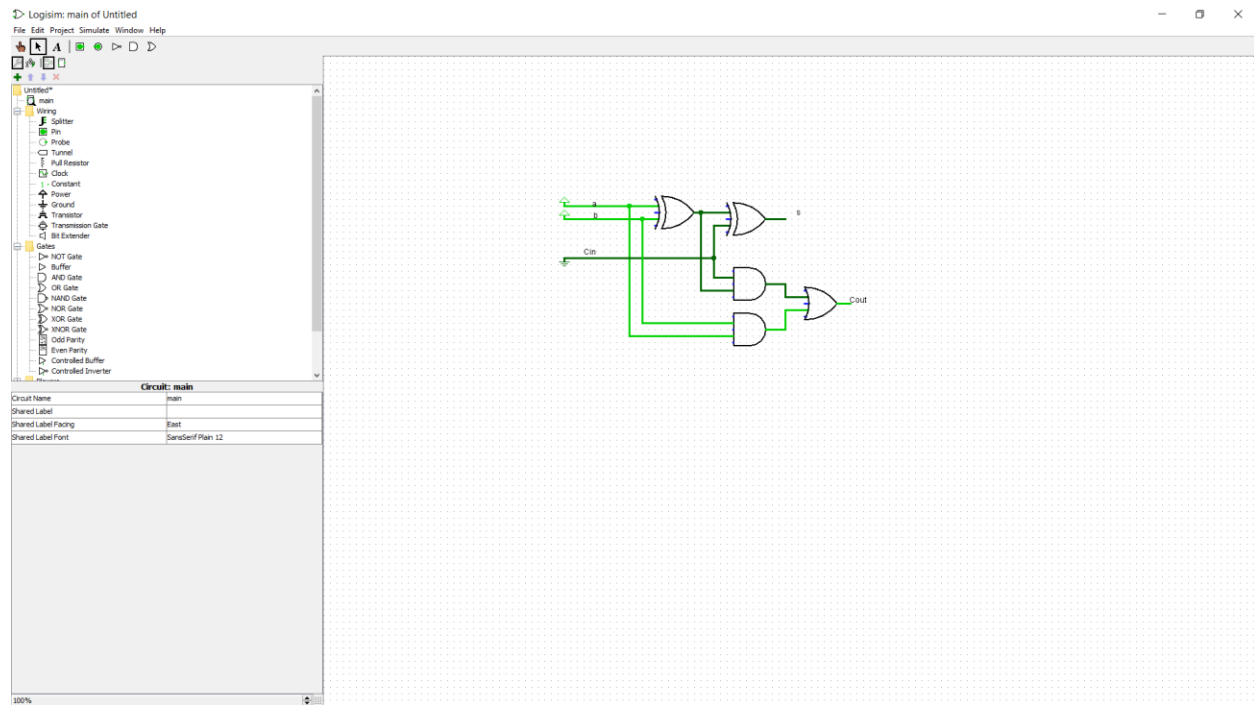 Logisim: main of Untitled
File Edit Project Simulate Window Help
A
Untitled*
main
Wiring
Splitter
Pin
Probe
Tunnel
Pull Resistor
Clock
1 Constant
Power
Ground
Transistor
Transmission Gate
Bit Extender
Gates
NOT Gate
Buffer
AND Gate
OR Gate
NAND Gate
NOR Gate
XOR Gate
XNOR Gate
Odd Parity
Even Parity
Controlled Buffer
Controlled Inverter
Circuit: main
Circuit Name main
Shared Label
Shared Label Facing East
Shared Label Font SansSerif Plain 12
100%
a
b
s
Cin
Cout